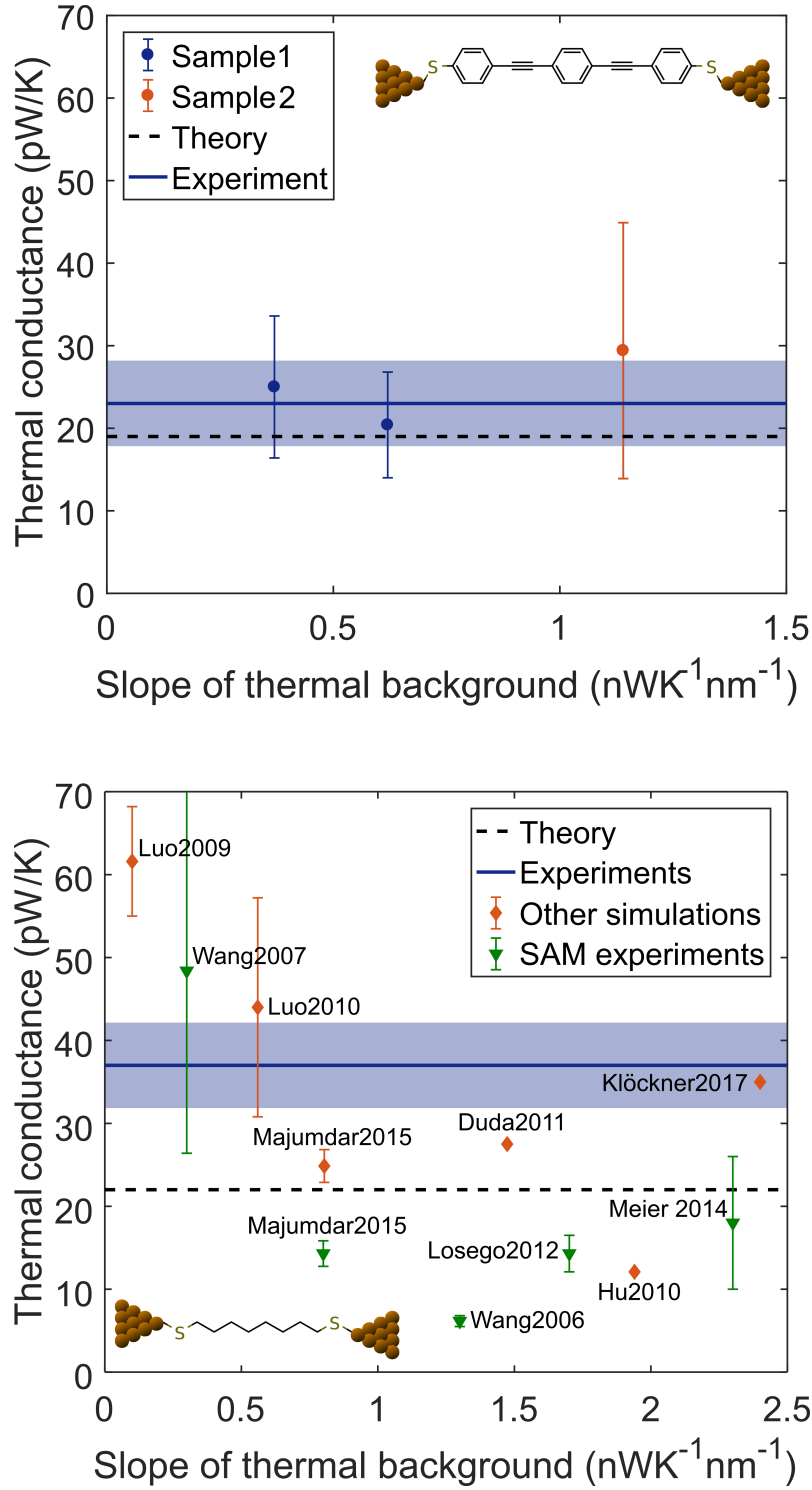 70
60
50
40
30
20
10
0
Thermal conductance (pW/K)
Sample1
Sample2
Theory
Experiment
S
S
0
0.5
1
1.5
Slope of thermal background (nWK⁻¹nm⁻¹)
70
60
50
40
30
20
10
0
Thermal conductance (pW/K)
Theory
Experiments
Other simulations
SAM experiments
Luo2009
Wang2007
Luo2010
Klöckner2017
Majumdar2015
Duda2011
Meier 2014
Majumdar2015
Losego2012
Hu2010
Wang2006
S
S
0
0.5
1
1.5
2
2.5
Slope of thermal background (nWK⁻¹nm⁻¹)